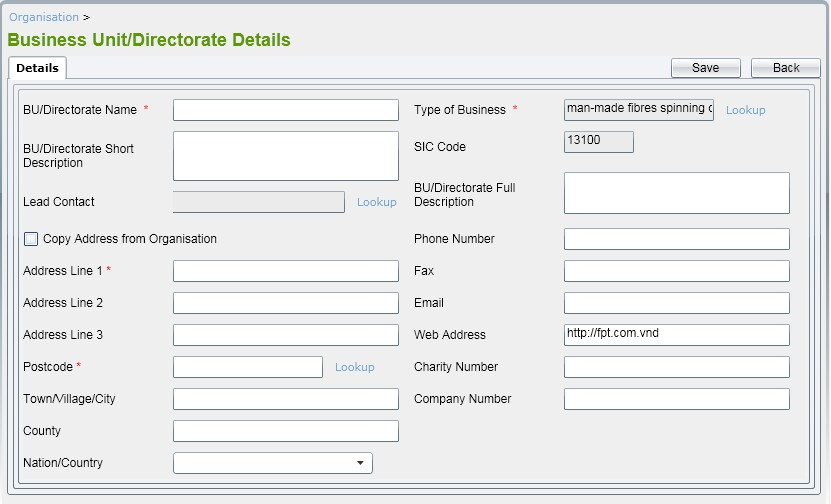 Organisation >
Business Unit/Directorate Details
Details
Save
Back
BU/Directorate Name *
BU/Directorate Short
Description
Lead Contact
Lookup
Copy Address from Organisation
Address Line 1 *
Address Line 2
Address Line 3
Postcode *
Lookup
Town/Village/City
County
Nation/Country
Type of Business *
man-made fibres spinning
Lookup
SIC Code
13100
BU/Directorate Full
Description
Phone Number
Fax
Email
Web Address
http://fpt.com.vnd
Charity Number
Company Number